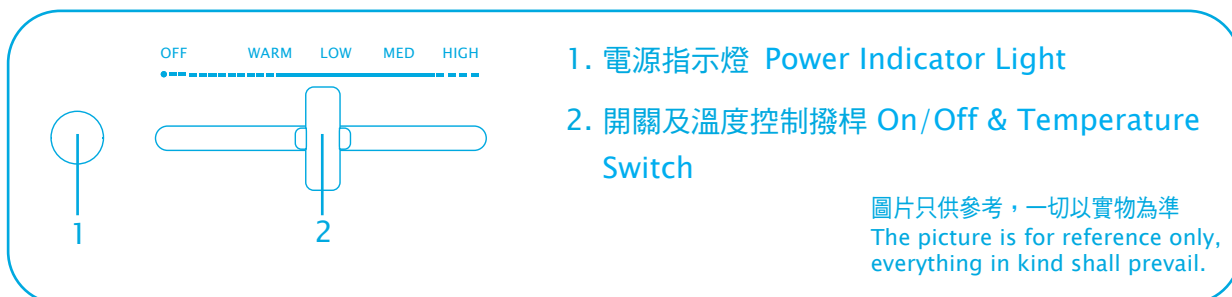 OFF WARM LOW MED HIGH
1. 電源指示燈 Power Indicator Light
2. 開關及溫度控制撥桿 On/Off & Temperature
Switch
1
2
圖片只供參考，一切以實物為準
The picture is for reference only,
everything in kind shall prevail.